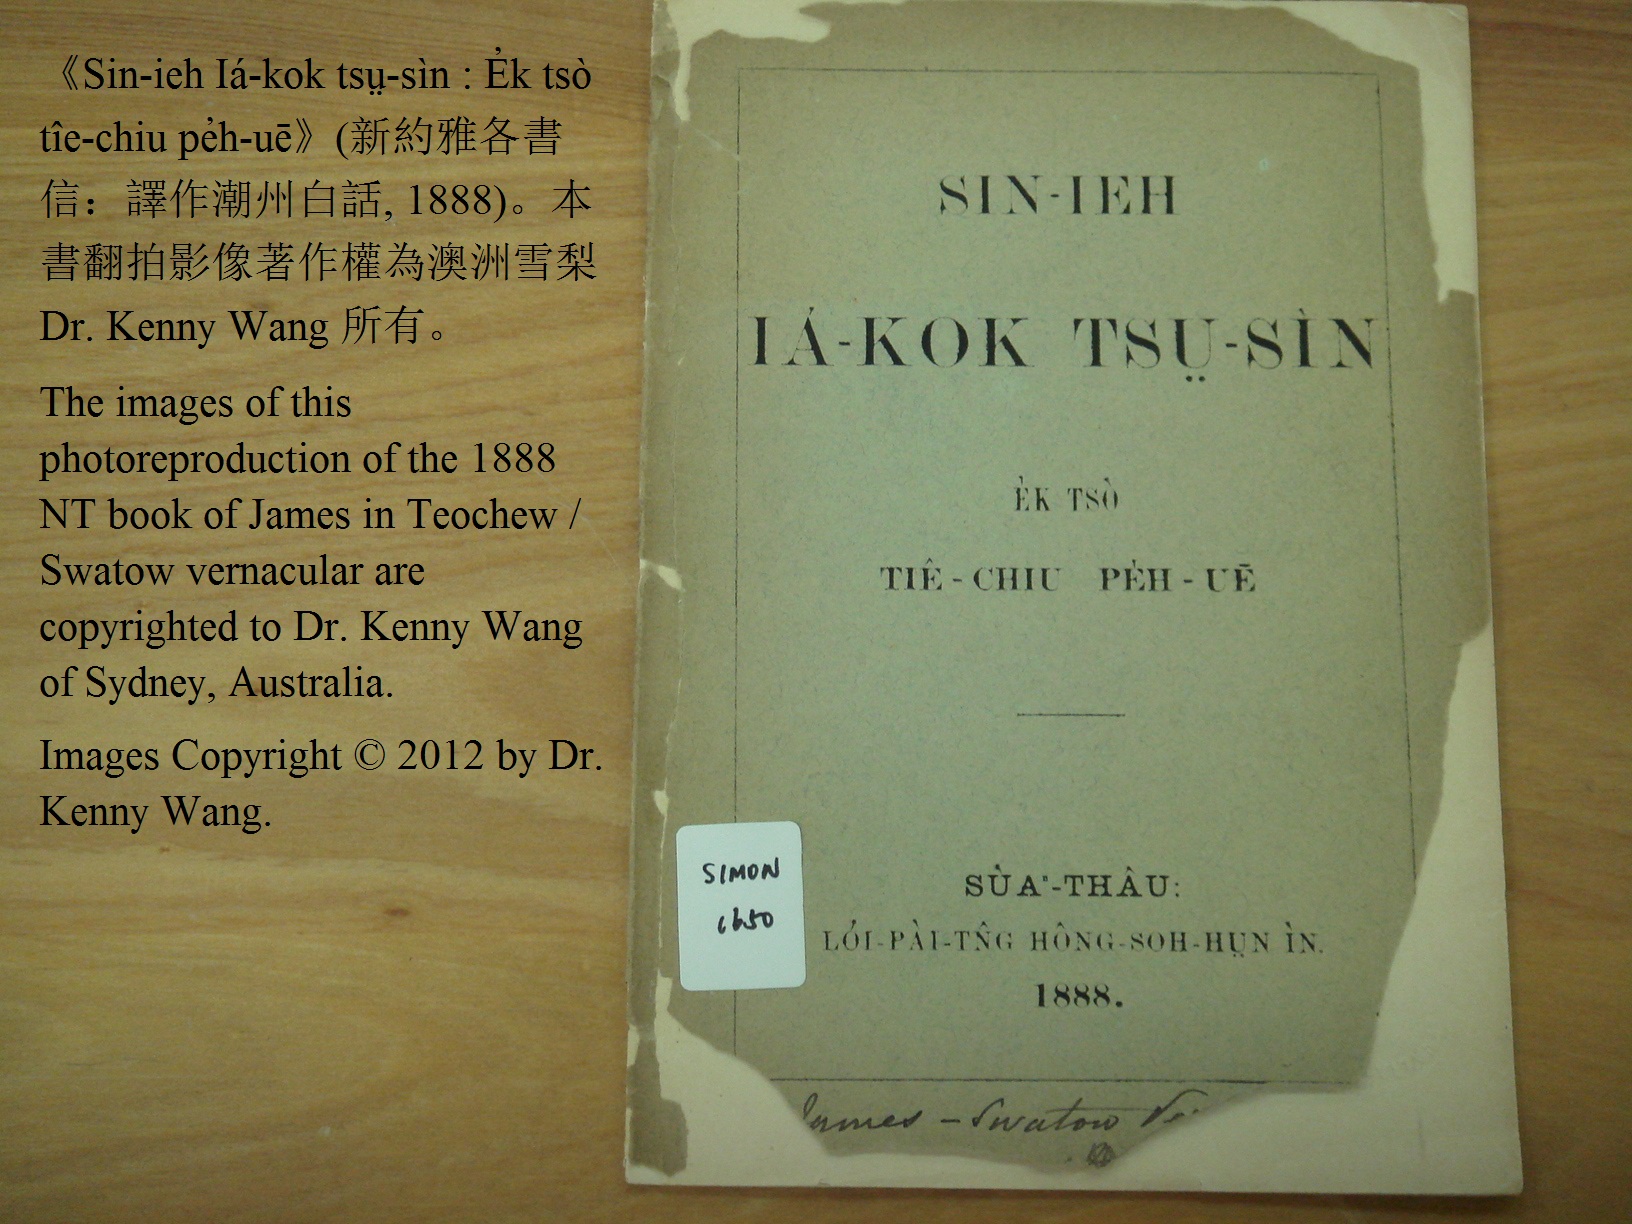 《Sin-ieh Iá-kok tsṳ-sìn : E̍k tsò
tîe-chiu pe̍h-uē》(新約雅各書
信：譯作潮州白話, 1888)。本
書翻拍影像著作權為澳洲雪梨
Dr. Kenny Wang 所有。
The images of this
photoreproduction of the 1888
NT book of James in Teochew /
Swatow vernacular are
copyrighted to Dr. Kenny Wang
of Sydney, Australia.
Images Copyright © 2012 by Dr.
Kenny Wang.
SIN-IEH
IÁ-KOK TSṲ-SÌN
E̍K TSÒ
TIÊ-CHIU PE̍H-UĒ
SÙAⁿ-THÂU:
LÓI-PÀI-TN̂G HÔNG-SOH-HṲN ÌN.
1888.
SIMON
1650
James - Swatow